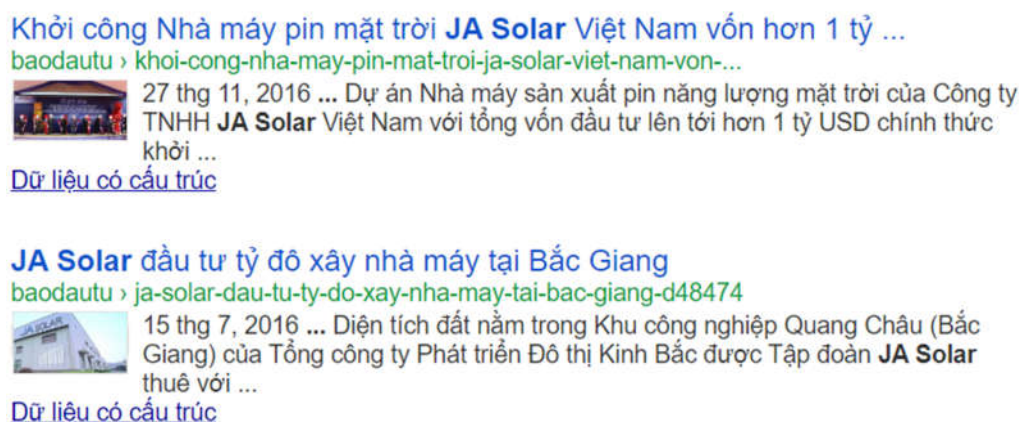 Khởi công Nhà máy pin mặt trời JA Solar Việt Nam vốn hơn 1 tỷ ...
baodautu › khoi-cong-nha-may-pin-mat-troi-ja-solar-viet-nam-von-...
27 thg 11, 2016 ... Dự án Nhà máy sản xuất pin năng lượng mặt trời của Công ty
TNHH JA Solar Việt Nam với tổng vốn đầu tư lên tới hơn 1 tỷ USD chính thức
khởi ...
Dữ liệu có cấu trúc
JA Solar đầu tư tỷ đô xây nhà máy tại Bắc Giang
baodautu › ja-solar-dau-tu-ty-do-xay-nha-may-tai-bac-giang-d48474
JA SOLAR
15 thg 7, 2016 ... Diện tích đất nằm trong Khu công nghiệp Quang Châu (Bắc
Giang) của Tổng công ty Phát triển Đô thị Kinh Bắc được Tập đoàn JA Solar
thuê với ...
Dữ liệu có cấu trúc